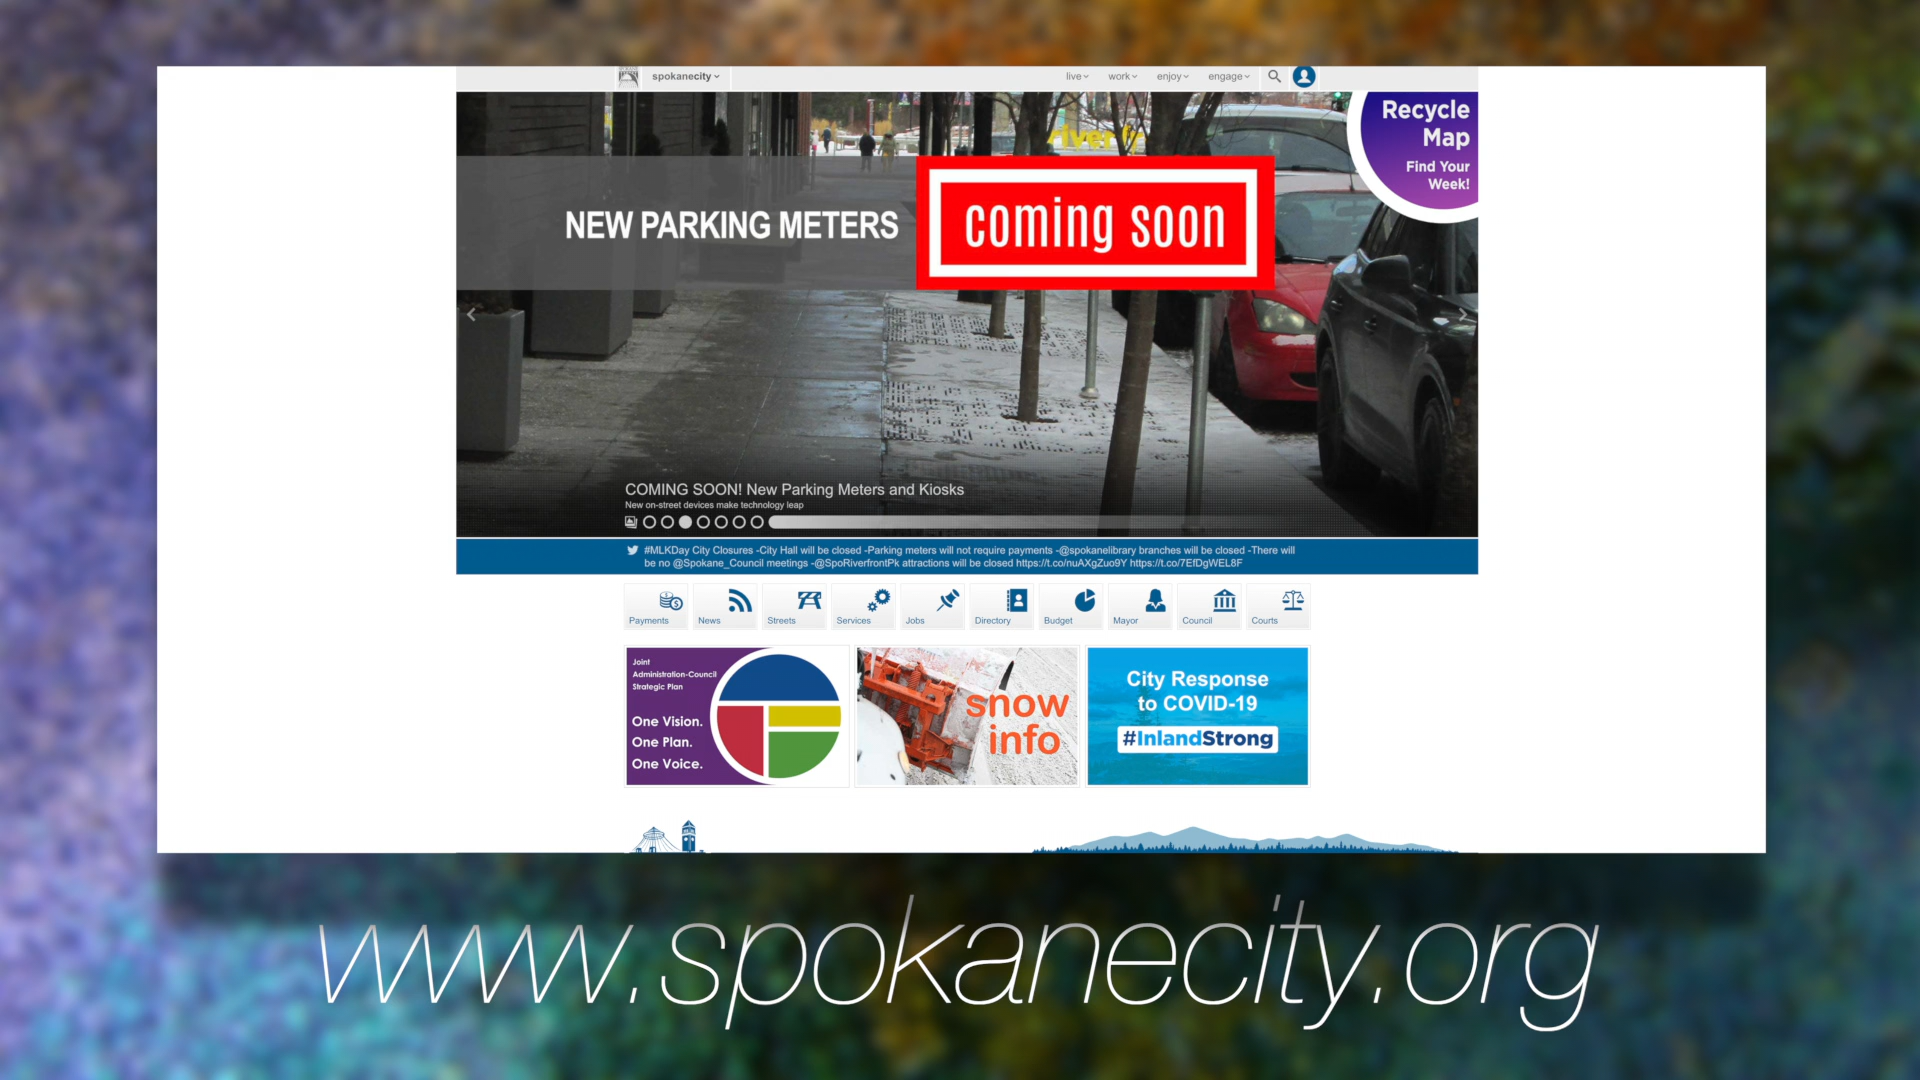 spokanecity
live
work
enjoy
engage
Recycle
Map
Find Your
Week!
river fr
NEW PARKING METERS
coming soon
COMING SOON! New Parking Meters and Kiosks
New on-street devices make technology leap
#MLKDay City Closures -City Hall will be closed -Parking meters will not require payments -@spokanelibrary branches will be closed -There will
be no @Spokane_Council meetings -@SpoRiverfrontPk attractions will be closed https://t.co/nuAXgZuo9Y https://t.co/7EfDgWEL8F
Payments
News
Streets
Services
Jobs
Directory
Budget
Mayor
Council
Courts
Joint
Administration-Council
Strategic Plan
One Vision.
One Plan.
One Voice.
snow
info
City Response
to COVID-19
#InlandStrong
www.spokanecity.org